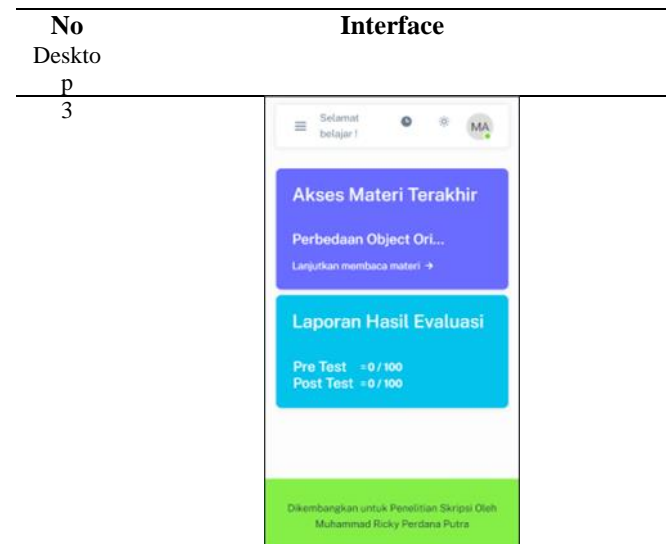 No Interface
Deskto
p
3
Selamat
belajar !
MA
Akses Materi Terakhir
Perbedaan Object Ori...
Lanjutkan membaca materi →
Laporan Hasil Evaluasi
Pre Test = 0 / 100
Post Test = 0 / 100
Dikembangkan untuk Penelitian Skripsi Oleh
Muhammad Ricky Perdana Putra